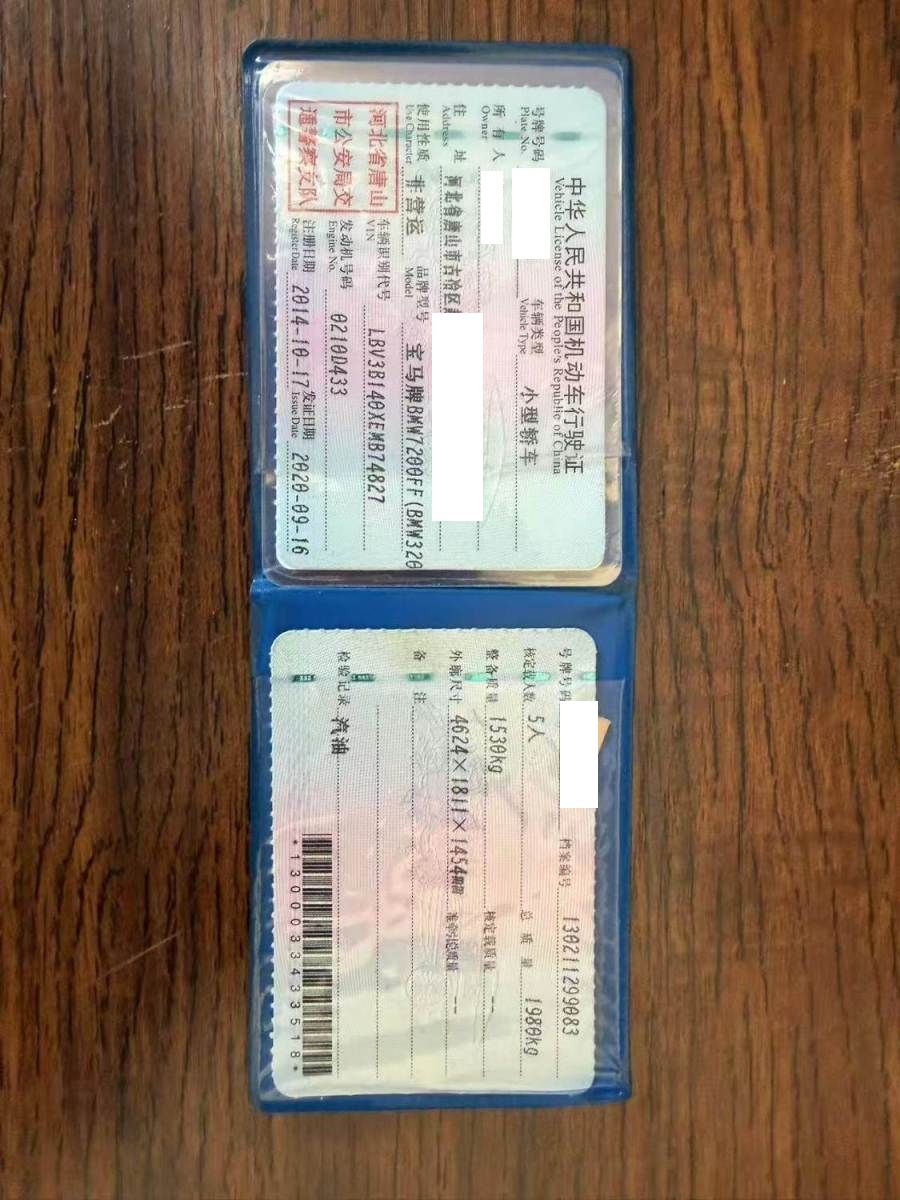 中华人民共和国机动车行驶证
Vehicle License of the People's Republic of China
号牌号码 车辆类型 小型轿车
Plate No. Vehicle Type
所有人
Owner
住址 河北省唐山市古冶区
Address
使用性质 非营运 品牌型号 宝马牌BMW7200FF(BMW320
Use Character Model
河北省唐山
市公安局交
通警察支队
车辆识别代号 LBV3B140XEMB74827
VIN
发动机号码 0210D433
Engine No.
注册日期 2014-10-17 发证日期 2020-09-16
Register Date Issue Date
号牌号码 档案编号 130211299083
核定载人数 5人 总质量 1980kg
整备质量 1530kg 核定载质量 --
外廓尺寸 4624×1811×1454 准牵引总质量 --
备注
检验记录 汽油
*1300033433518*